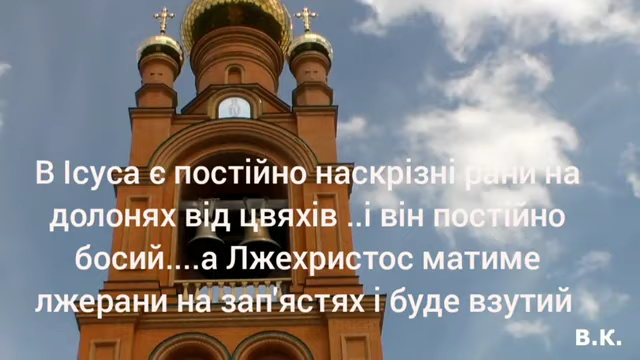 В Ісуса є постійно наскрізні рани на
долонях від цвяхів ..і він постійно
босий....а Лжехристос матиме
лжерани на зап'ястях і буде взутий
В.К.